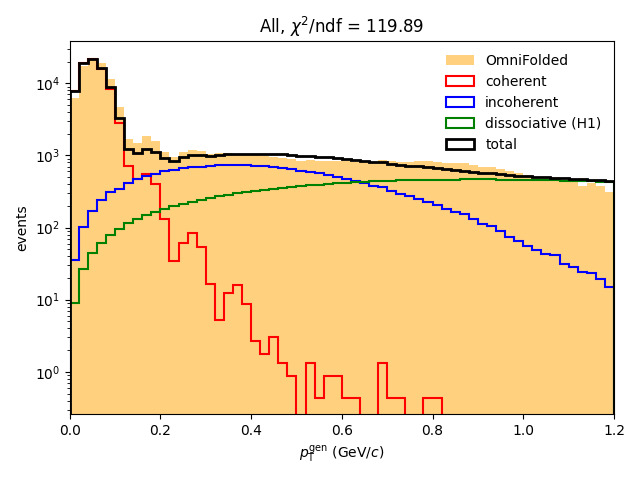 All, χ²/ndf = 119.89
OmniFolded
coherent
incoherent
dissociative (H1)
total
events
10⁴
10³
10²
10¹
10⁰
0.0 0.2 0.4 0.6 0.8 1.0 1.2
p_T^gen (GeV/c)